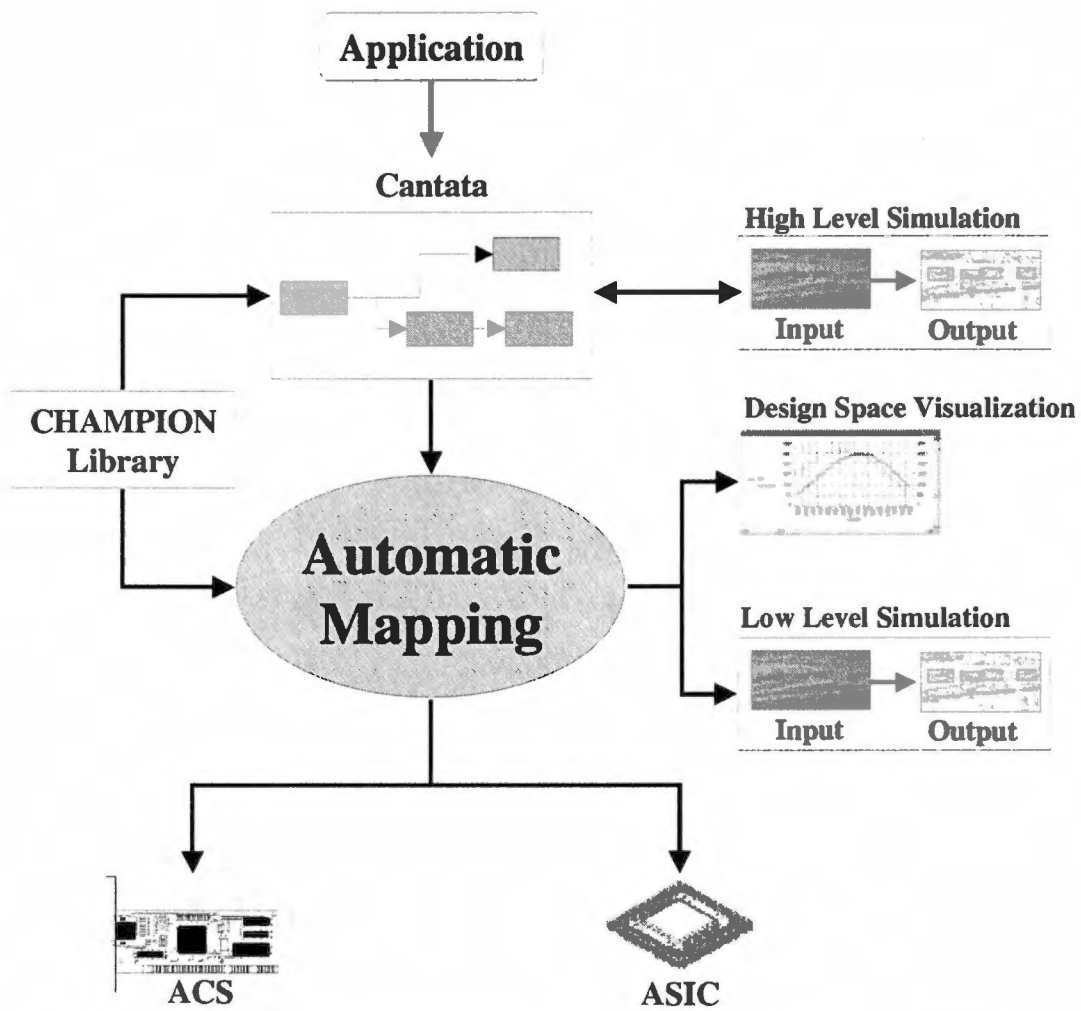 Application
Cantata
High Level Simulation
Input
Output
CHAMPION
Library
Design Space Visualization
Automatic
Mapping
Low Level Simulation
Input
Output
ACS
ASIC